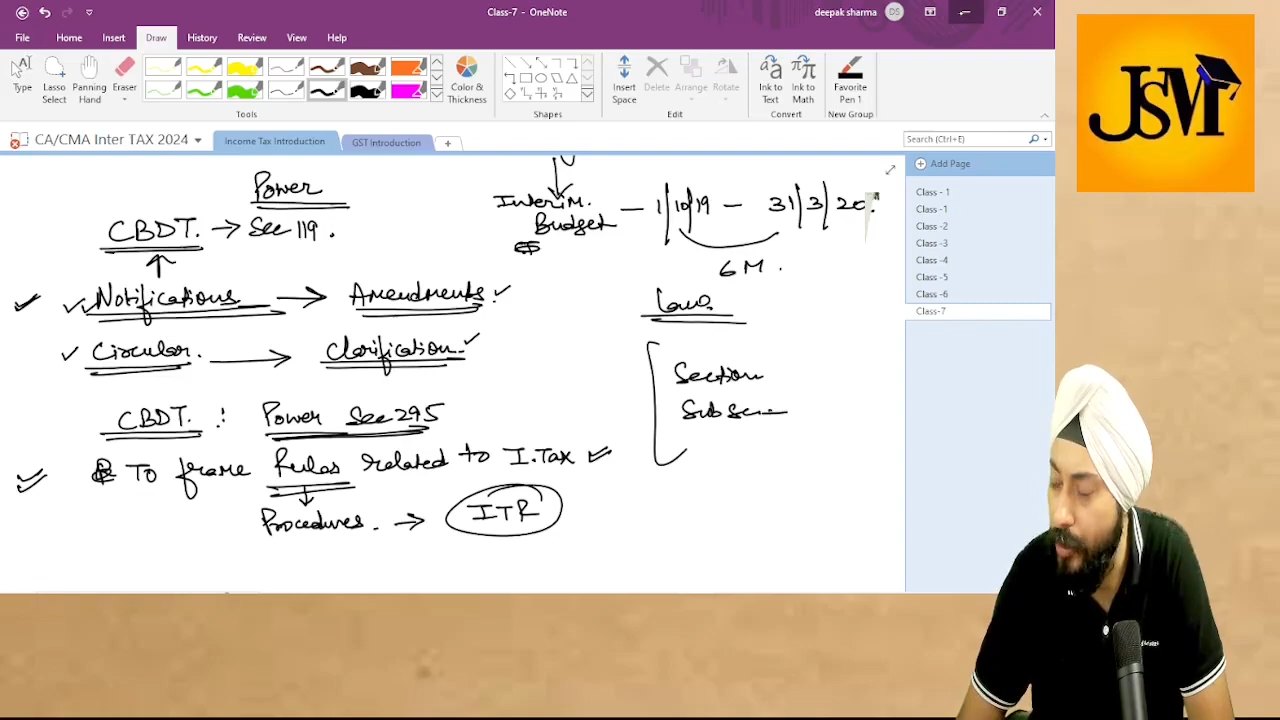 Class-7 - OneNote
deepak sharma
DS
File Home Insert Draw History Review View Help
Type
Lasso Select
Panning Hand
Eraser
Color & Thickness
Insert Space
Delete
Arrange
Rotate
Ink to Text
Ink to Math
Favorite Pen 1
Tools
Shapes
Edit
Convert
New Group
CA/CMA Inter TAX 2024
Income Tax Introduction
GST Introduction
Search (Ctrl+E)
Add Page
Class - 1
Class -1
Class -2
Class -3
Class -4
Class -5
Class -6
Class-7
Power
CBDT. → Sec 119.
Notifications → Amendments.
Circular. → Clarification.
CBDT. : Power Sec 295
To frame Rules related to I.Tax
Procedures. → ITR
Interim. Budget — 1/10/19 — 31/3/20.
6 M.
Law.
Section
JSM